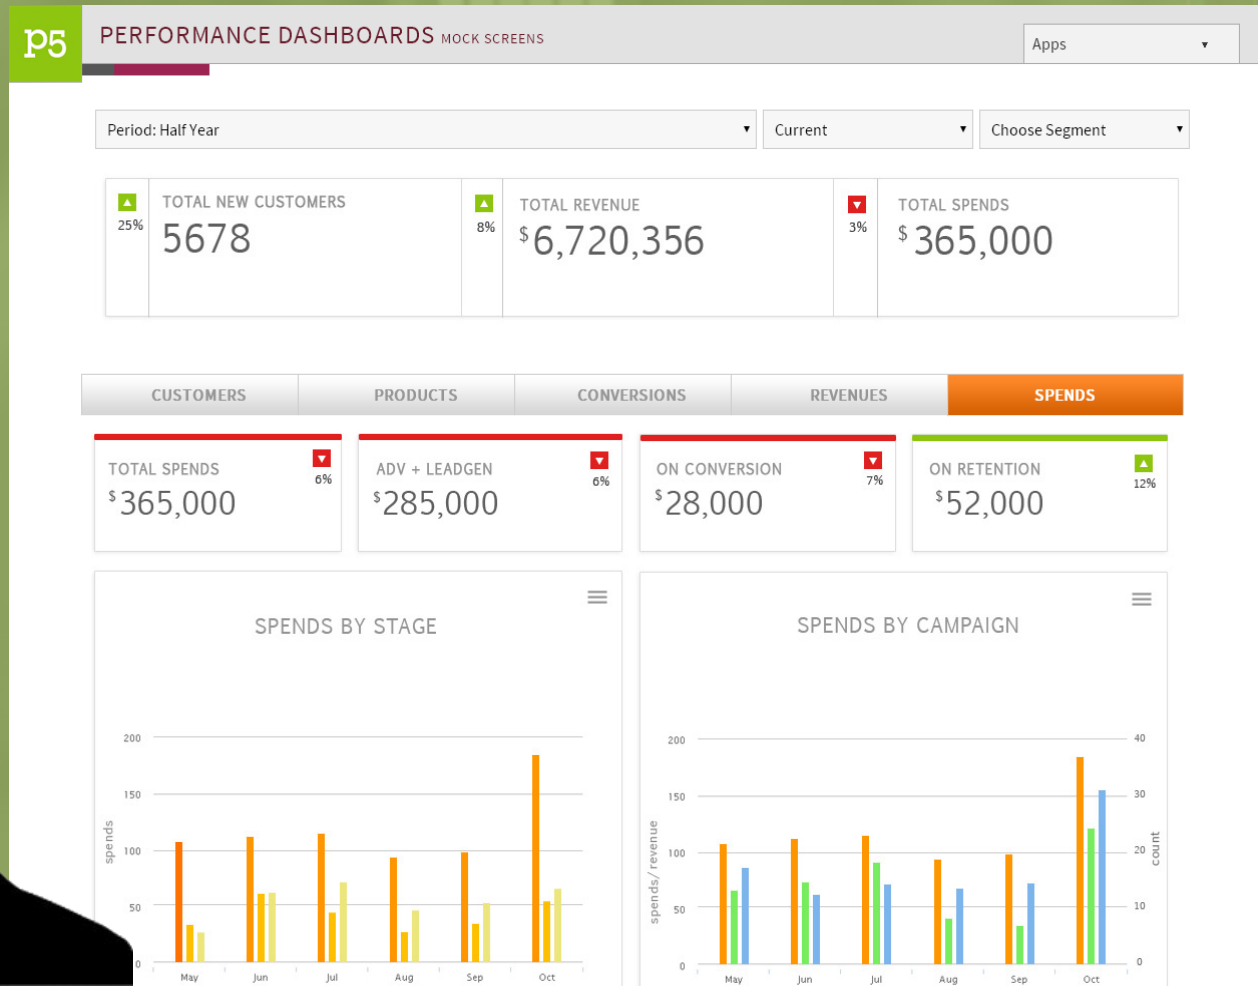 p5
PERFORMANCE DASHBOARDS MOCK SCREENS
Apps
Period: Half Year
Current
Choose Segment
25%
TOTAL NEW CUSTOMERS
5678
8%
TOTAL REVENUE
$6,720,356
3%
TOTAL SPENDS
$365,000
CUSTOMERS
PRODUCTS
CONVERSIONS
REVENUES
SPENDS
TOTAL SPENDS
6%
$365,000
ADV + LEADGEN
6%
$285,000
ON CONVERSION
7%
$28,000
ON RETENTION
12%
$52,000
SPENDS BY STAGE
200
150
100
50
0
spends
May Jun Jul Aug Sep Oct
SPENDS BY CAMPAIGN
200
150
100
50
0
spends/revenue
40
30
20
10
0
count
May Jun Jul Aug Sep Oct